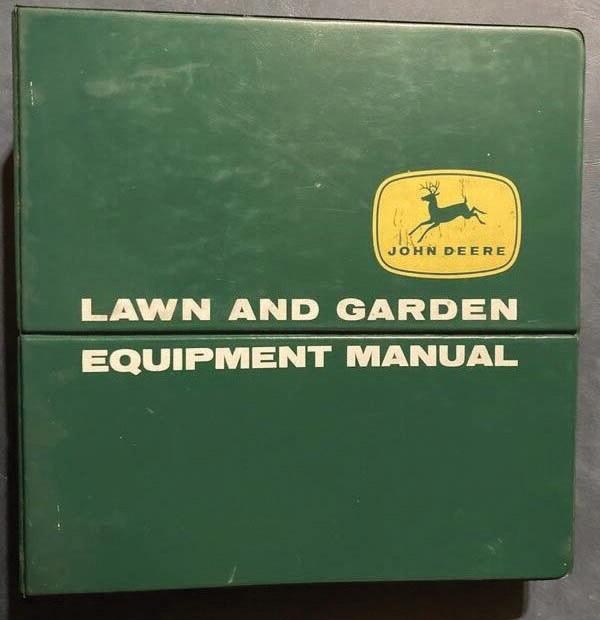 JOHN DEERE
LAWN AND GARDEN
EQUIPMENT MANUAL